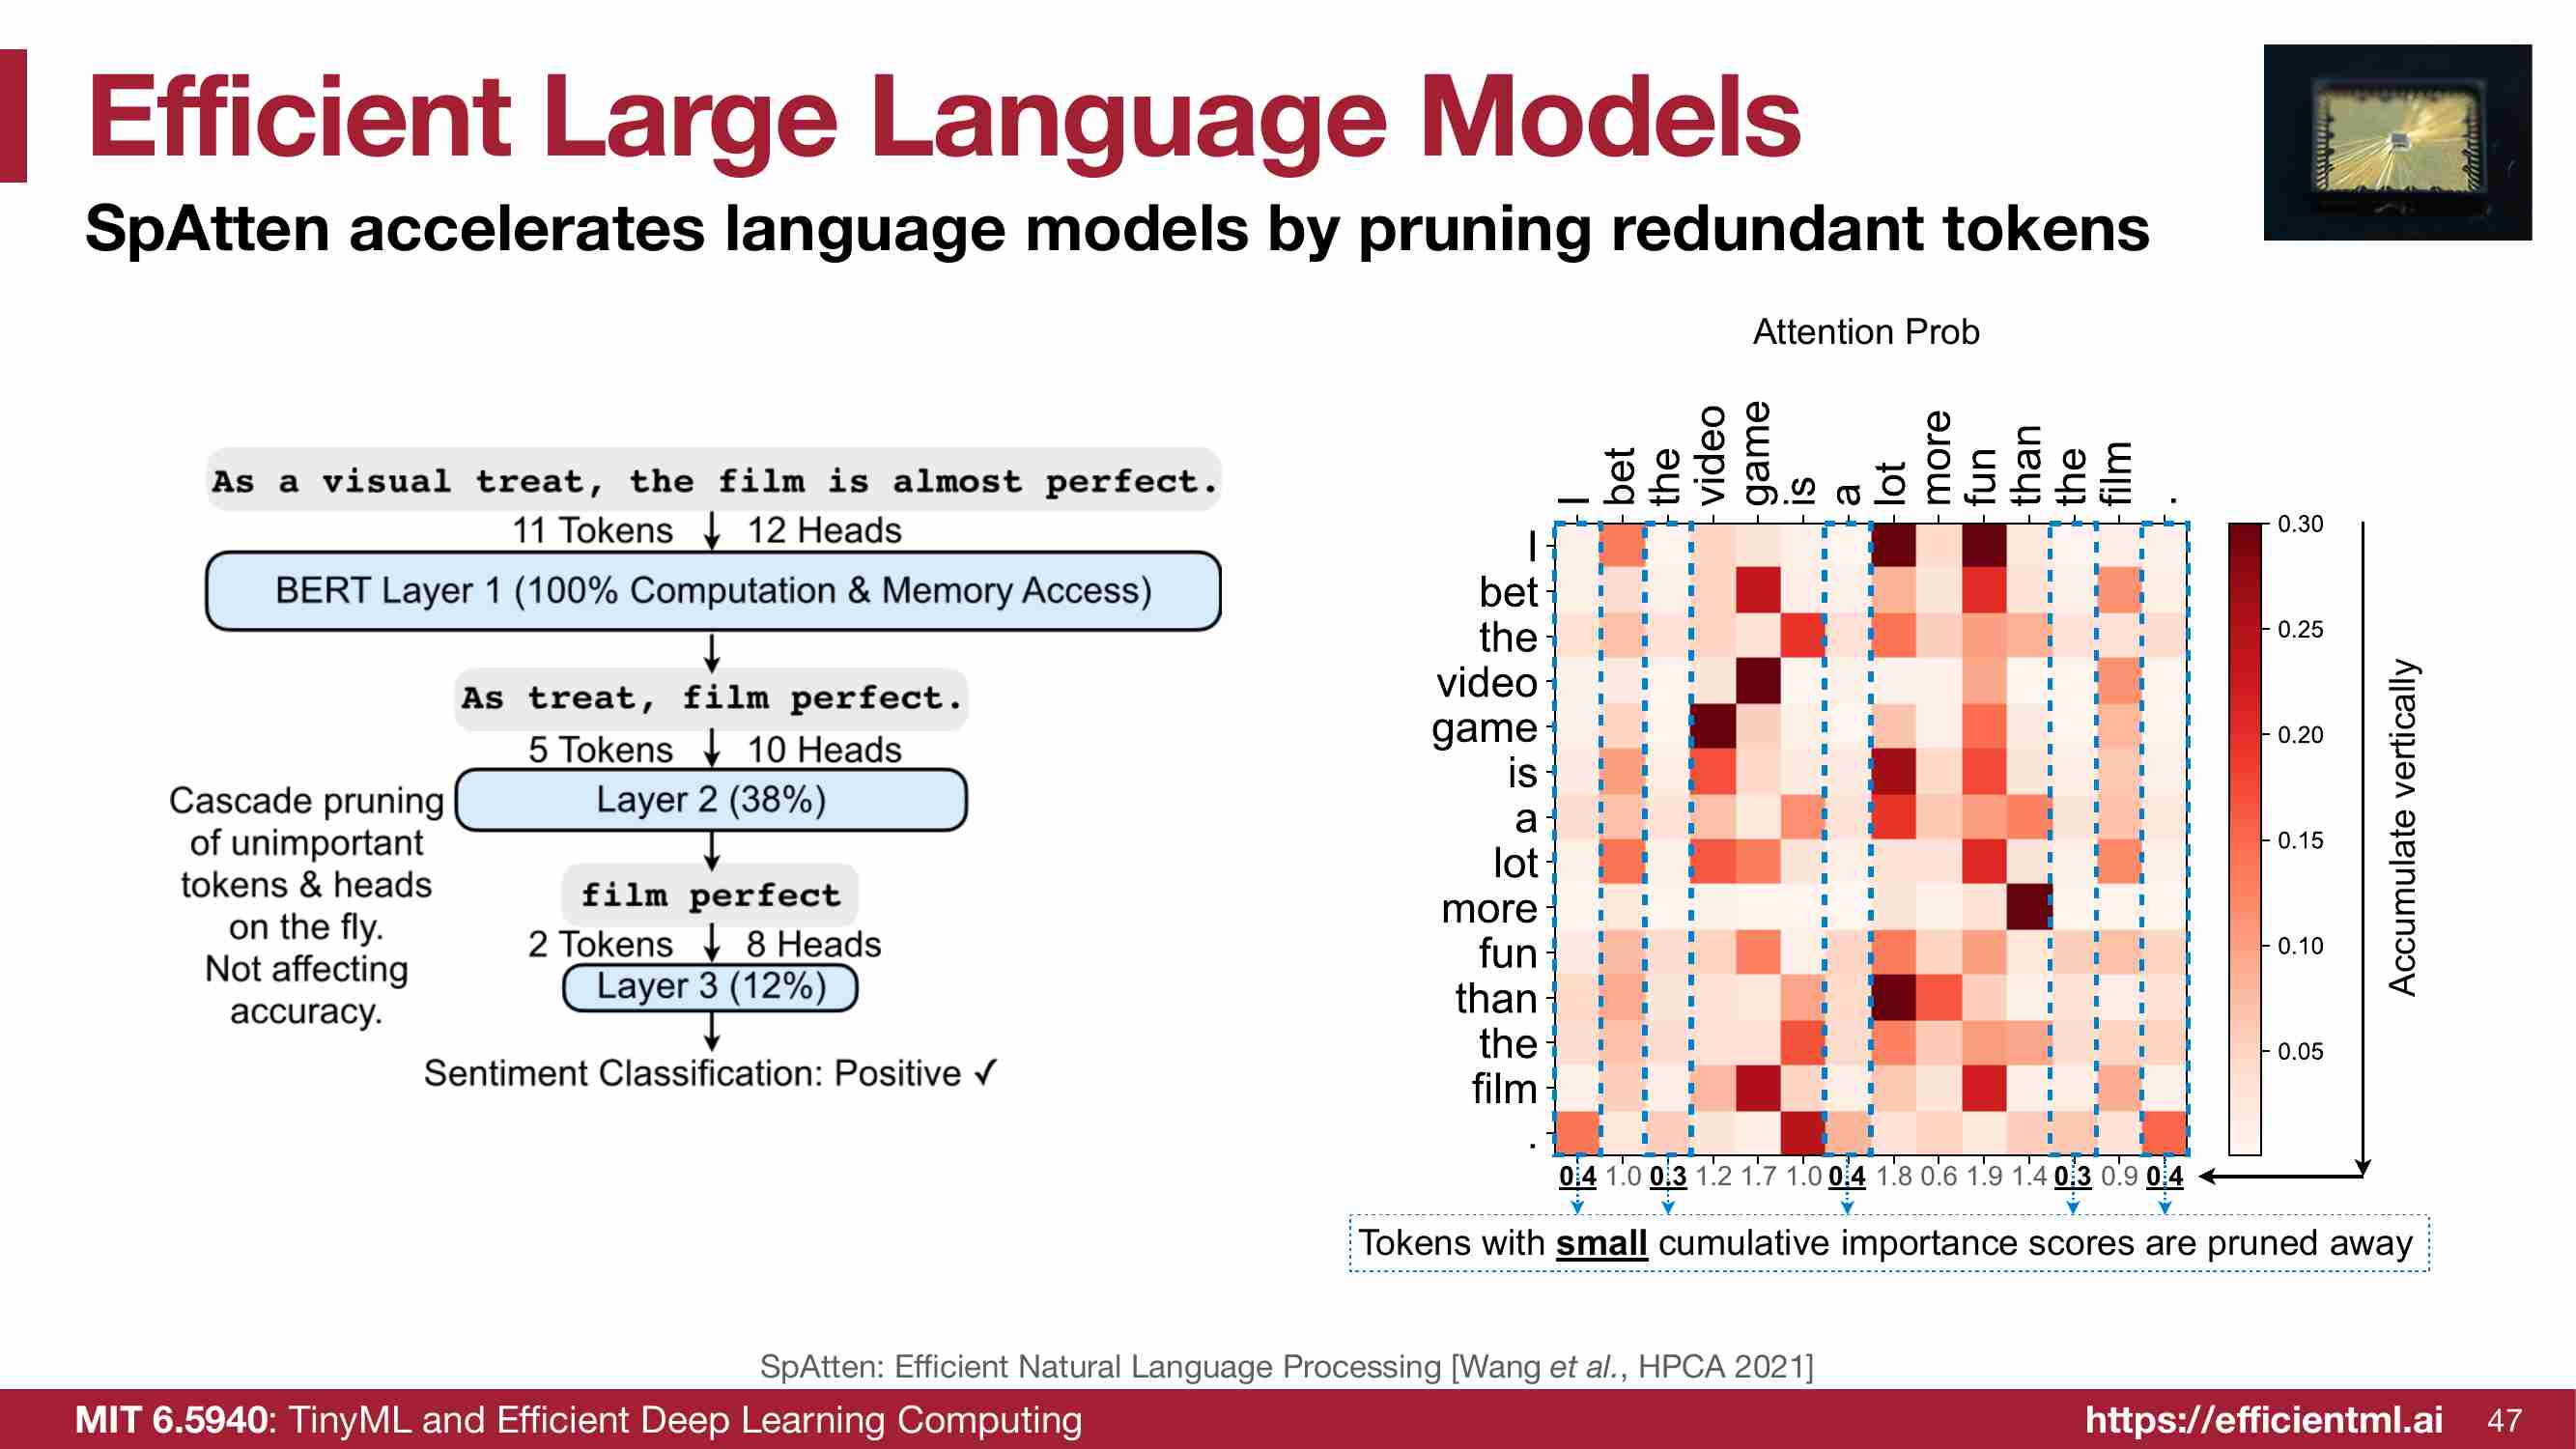 Efficient Large Language Models
SpAtten accelerates language models by pruning redundant tokens
As a visual treat, the film is almost perfect.
11 Tokens 12 Heads
BERT Layer 1 (100% Computation & Memory Access)
As treat, film perfect.
5 Tokens 10 Heads
Layer 2 (38%)
film perfect
2 Tokens 8 Heads
Layer 3 (12%)
Sentiment Classification: Positive ✓
Cascade pruning
of unimportant
tokens & heads
on the fly.
Not affecting
accuracy.
Attention Prob
I bet the video game is a lot more fun than the film .
I
bet
the
video
game
is
a
lot
more
fun
than
the
film
.
0.4 1.0 0.3 1.2 1.7 1.0 0.4 1.8 0.6 1.9 1.4 0.3 0.9 0.4
0.30
0.25
0.20
0.15
0.10
0.05
Accumulate vertically
Tokens with small cumulative importance scores are pruned away
SpAtten: Efficient Natural Language Processing [Wang et al., HPCA 2021]
MIT 6.5940: TinyML and Efficient Deep Learning Computing
https://efficientml.ai 47